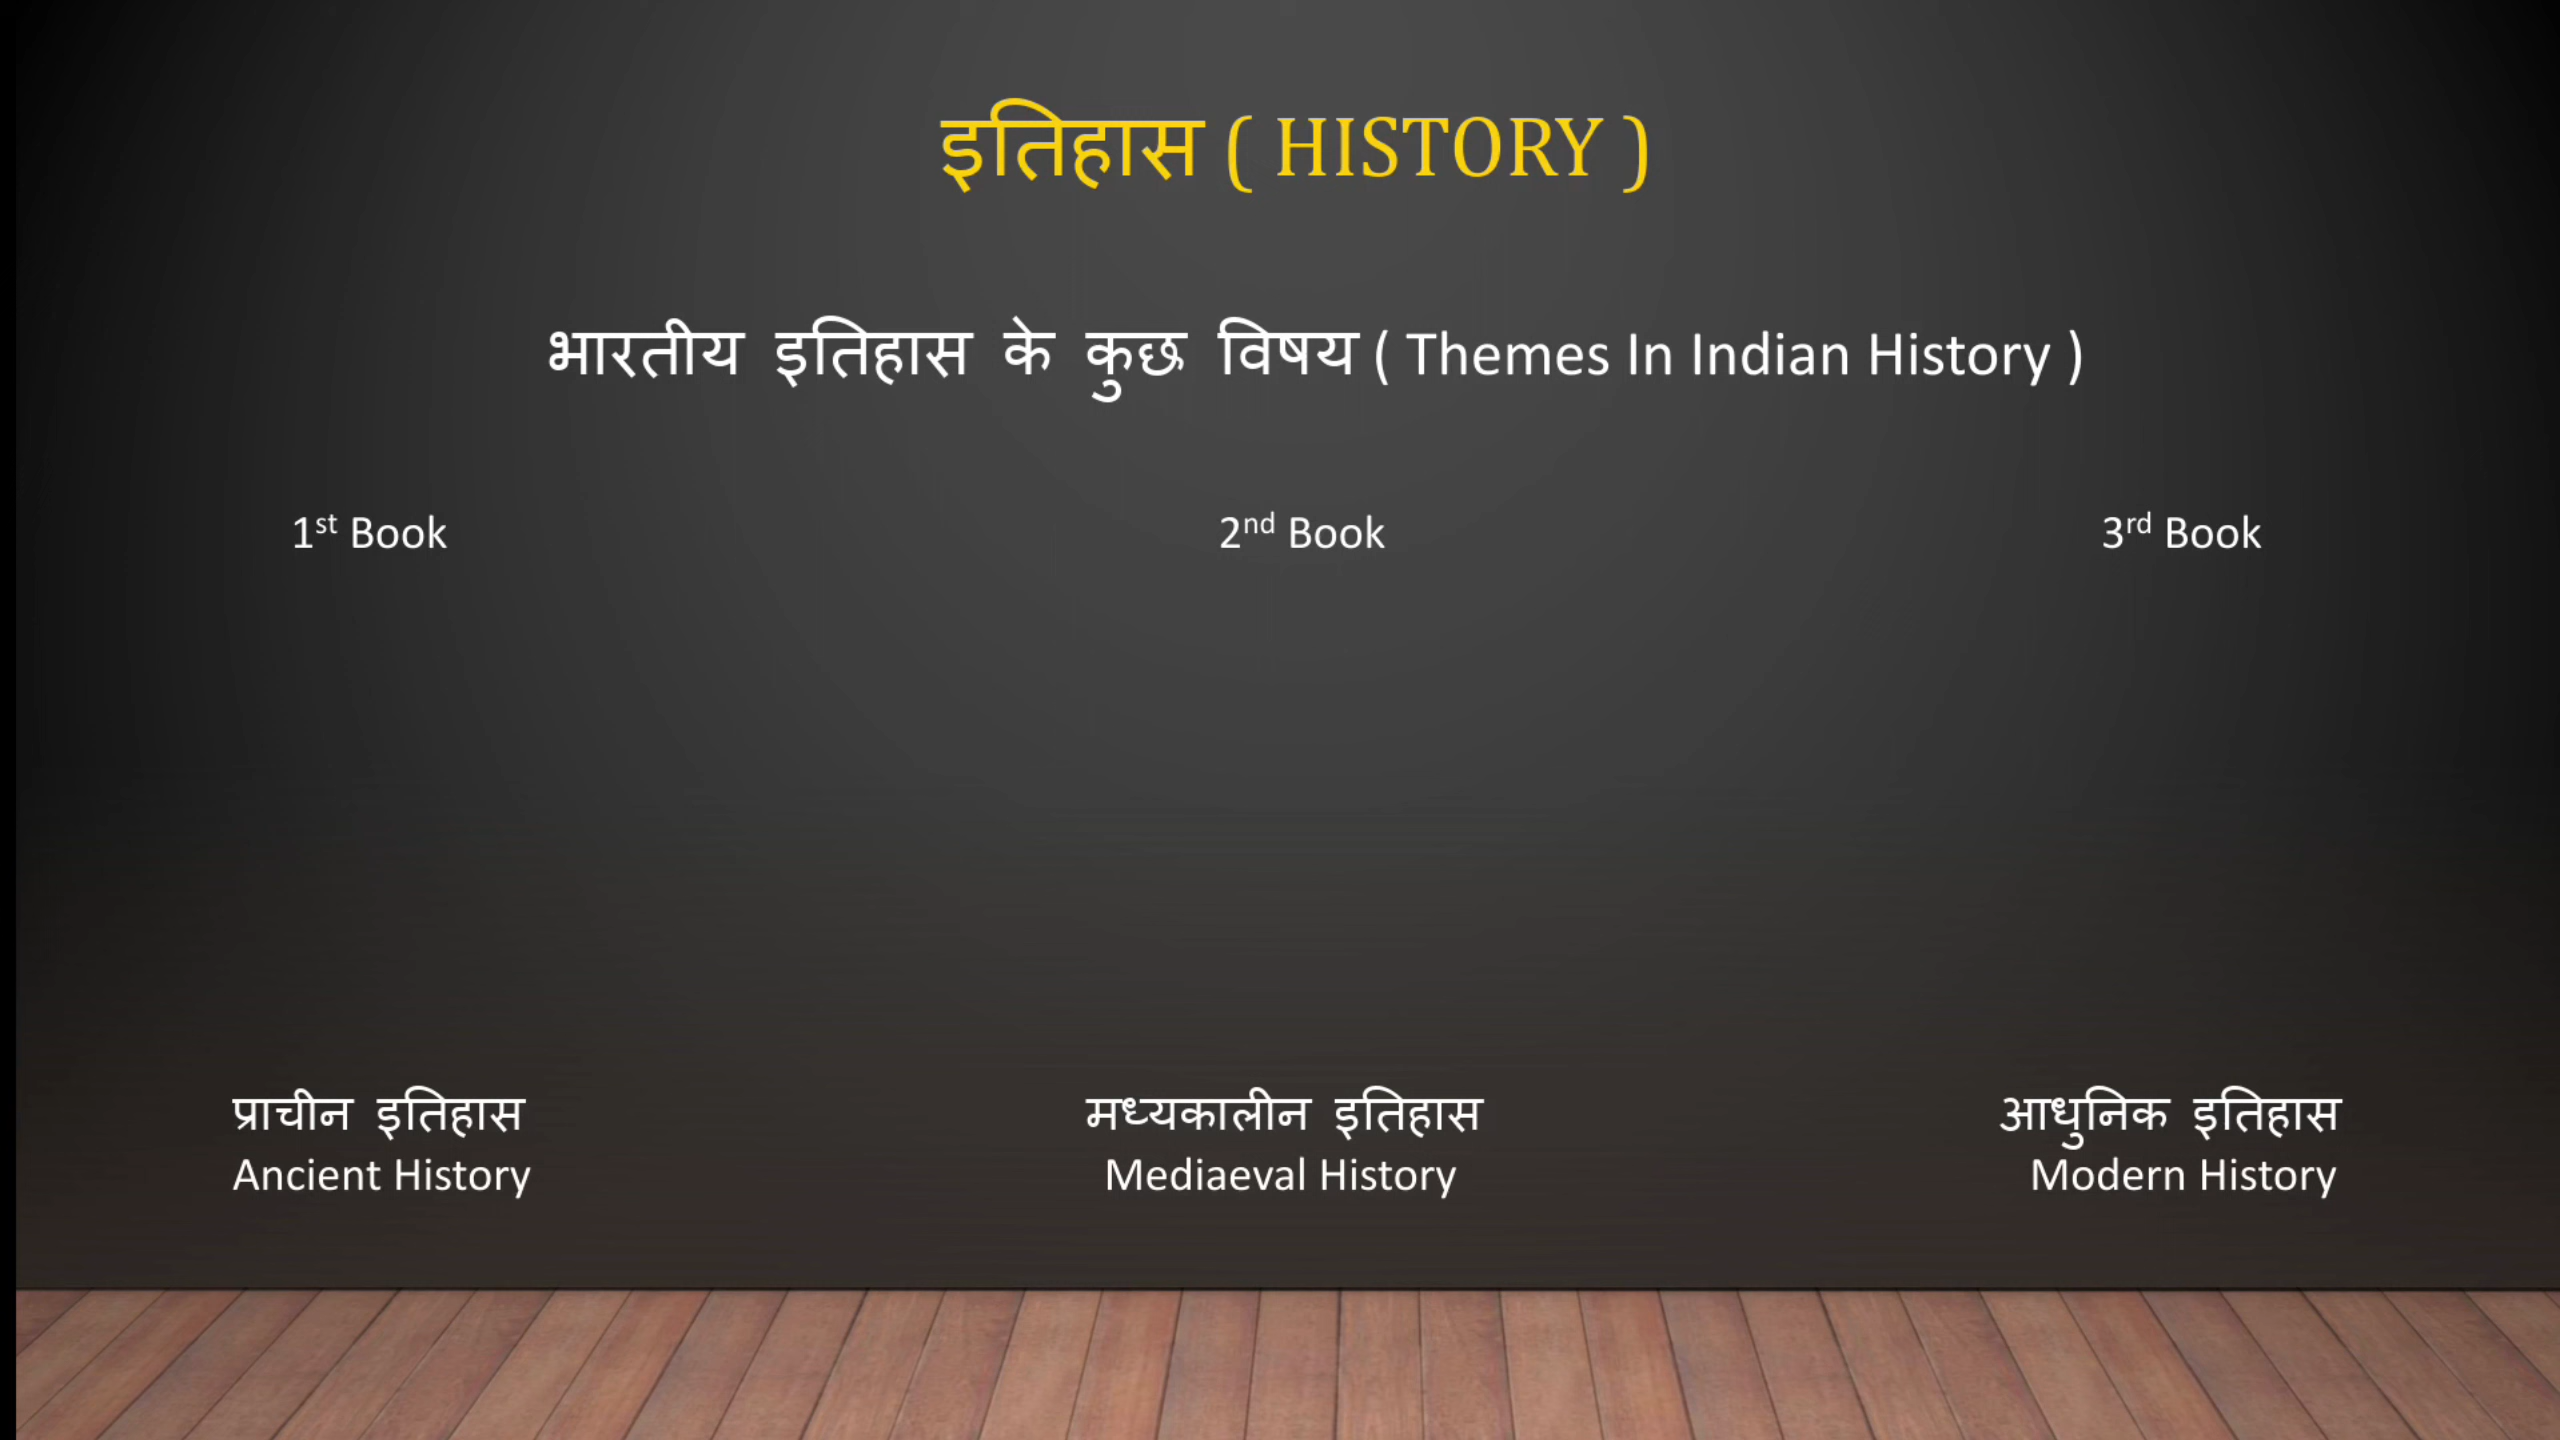 इतिहास ( HISTORY )
भारतीय इतिहास के कुछ विषय ( Themes In Indian History )
1st Book
2nd Book
3rd Book
प्राचीन इतिहास
Ancient History
मध्यकालीन इतिहास
Mediaeval History
आधुनिक इतिहास
Modern History